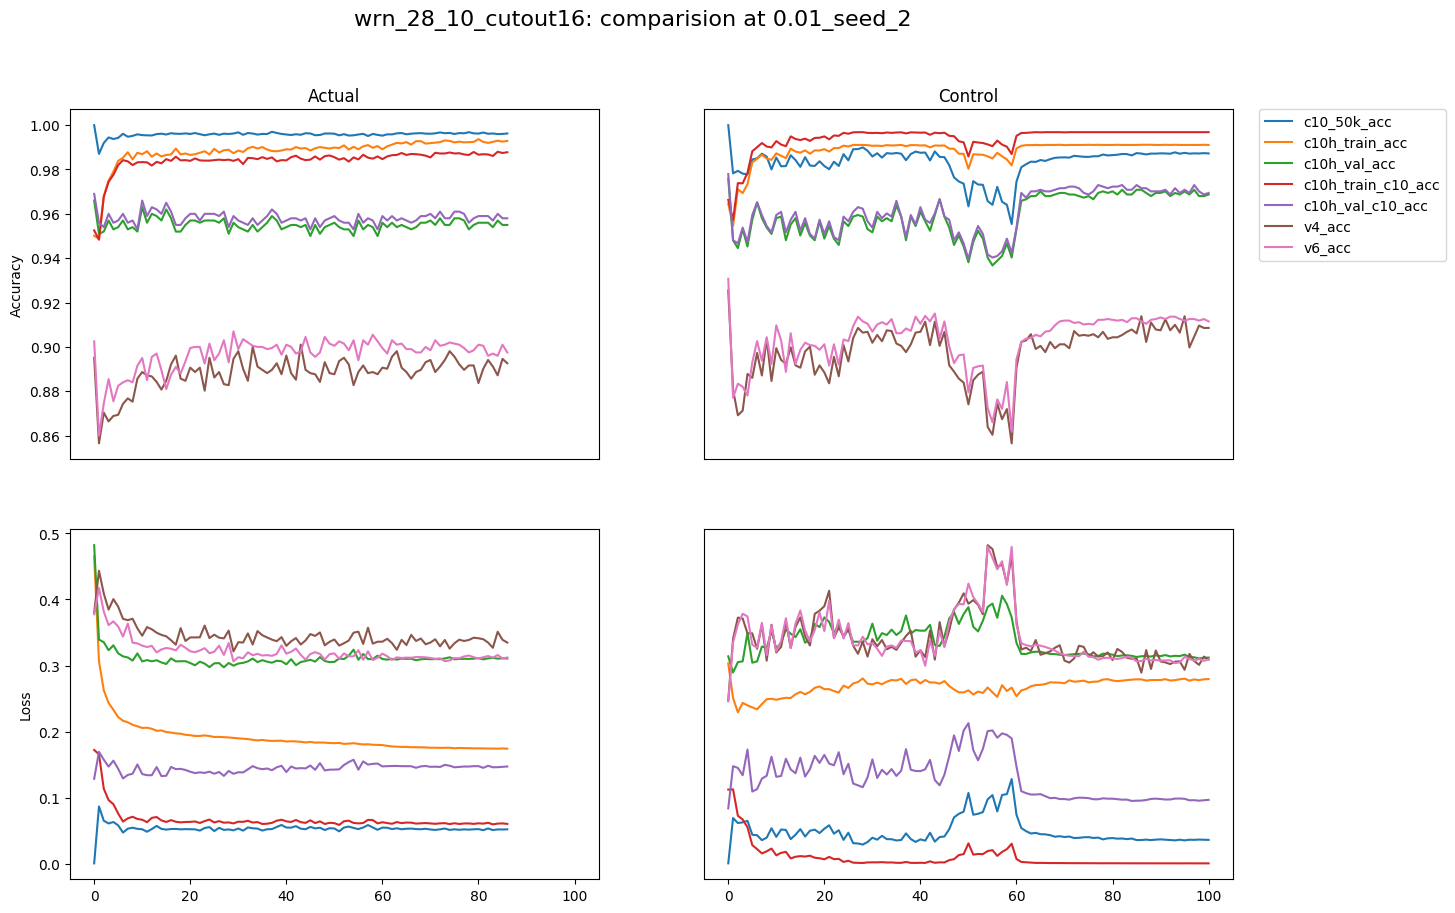 wrn_28_10_cutout16: comparision at 0.01_seed_2
Actual
Control
Accuracy
1.00
0.98
0.96
0.94
0.92
0.90
0.88
0.86
c10_50k_acc
c10h_train_acc
c10h_val_acc
c10h_train_c10_acc
c10h_val_c10_acc
v4_acc
v6_acc
Loss
0.5
0.4
0.3
0.2
0.1
0.0
0 20 40 60 80 100
0 20 40 60 80 100